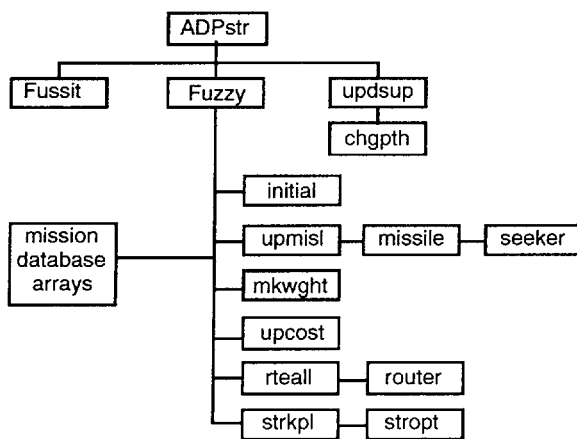 ADPstr
Fussit
Fuzzy
updsup
chgpth
initial
mission
database
arrays
upmisl
missile
seeker
mkwght
upcost
rteall
router
strkpl
stropt